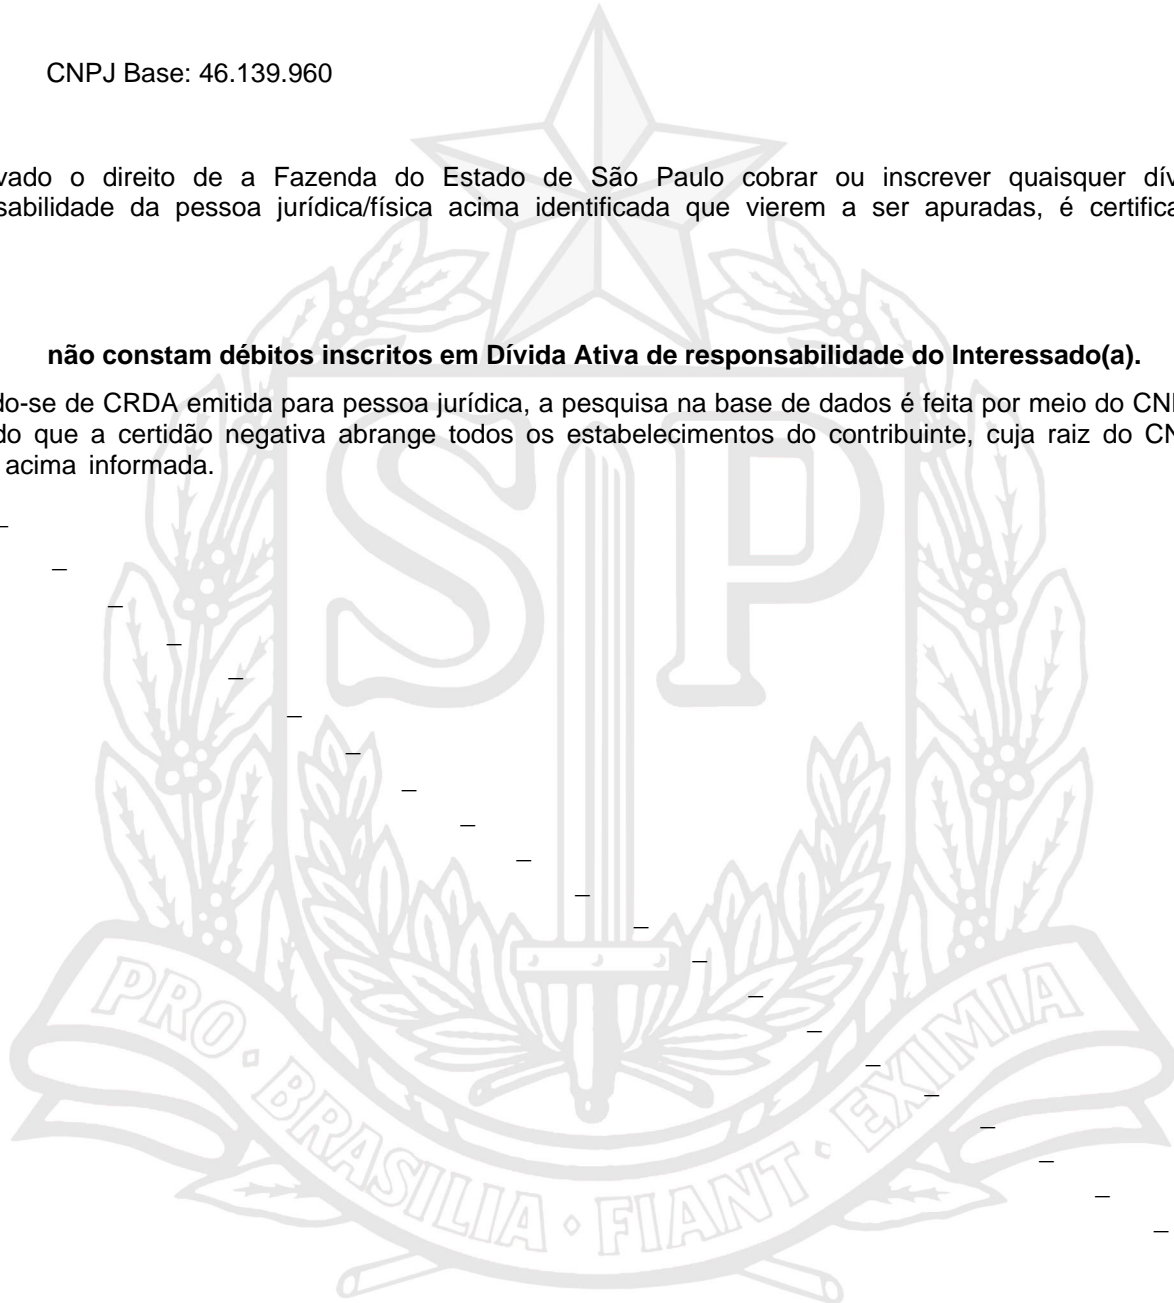 CNPJ Base: 46.139.960
vado o direito de a Fazenda do Estado de São Paulo cobrar ou inscrever quaisquer dív
sabilidade da pessoa jurídica/física acima identificada que vierem a ser apuradas, é certifica
não constam débitos inscritos em Dívida Ativa de responsabilidade do Interessado(a).
do-se de CRDA emitida para pessoa jurídica, a pesquisa na base de dados é feita por meio do CN
do que a certidão negativa abrange todos os estabelecimentos do contribuinte, cuja raiz do CN
acima informada.
SP
PRO · BRASILIA · FIANT · EXIMIA